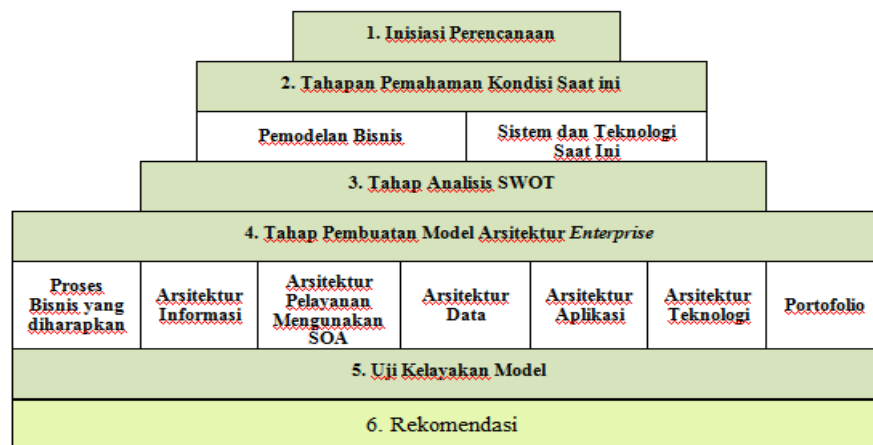 1. Inisiasi Perencanaan
2. Tahapan Pemahaman Kondisi Saat ini
Pemodelan Bisnis
Sistem dan Teknologi
Saat Ini
3. Tahap Analisis SWOT
4. Tahap Pembuatan Model Arsitektur Enterprise
Proses
Bisnis yang
diharapkan
Arsitektur
Informasi
Arsitektur
Pelayanan
Mengunakan
SOA
Arsitektur
Data
Arsitektur
Aplikasi
Arsitektur
Teknologi
Portofolio
5. Uji Kelayakan Model
6. Rekomendasi